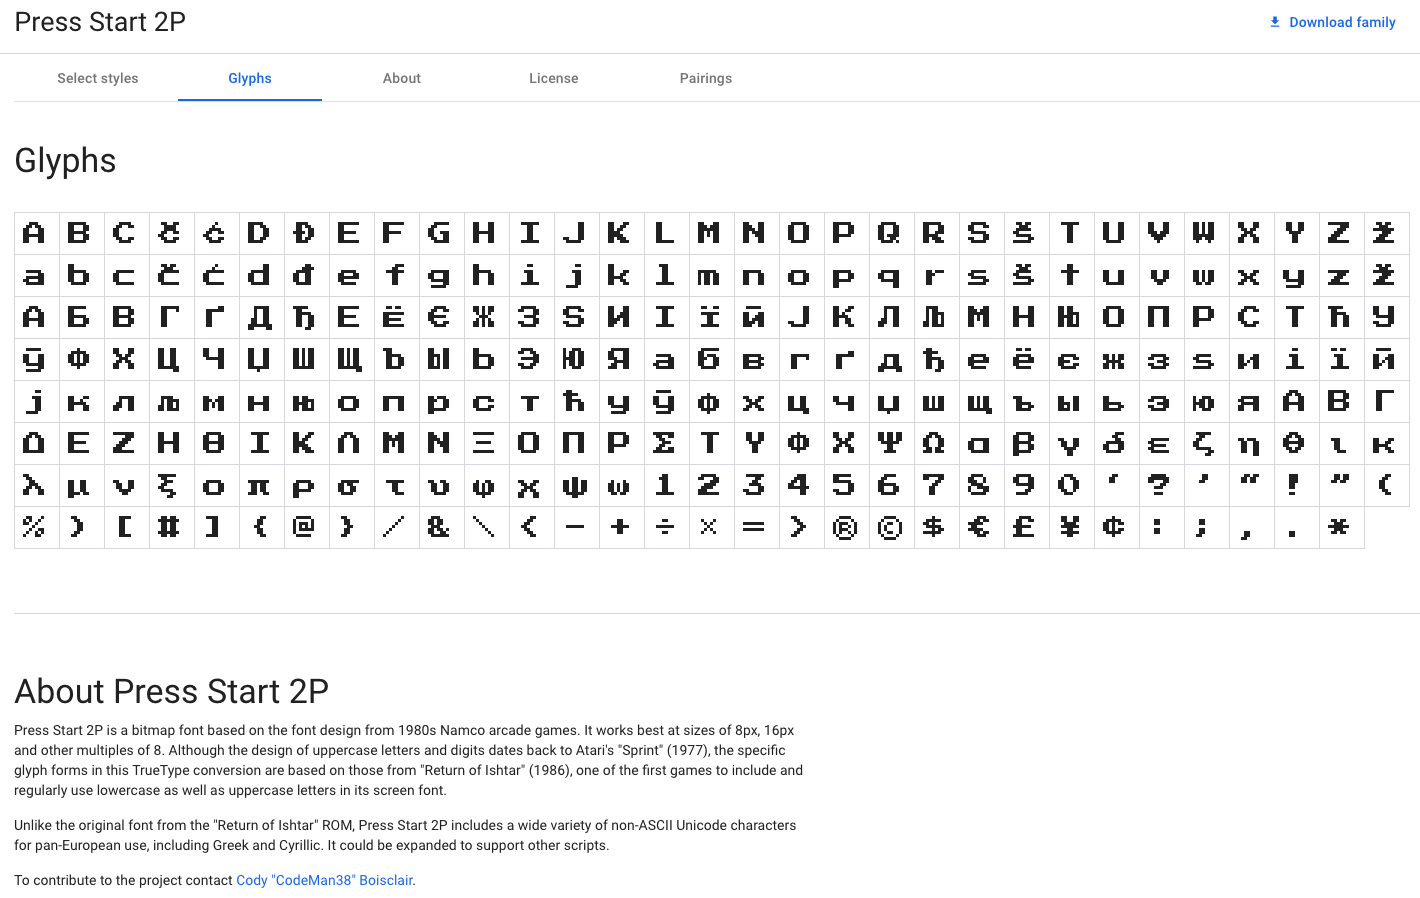 Press Start 2P
Download family
Select styles Glyphs About License Pairings
Glyphs
A B C Č Ć D Đ E F G H I J K L M N O P Q R S Š T U V W X Y Z Ž
a b c č ć d đ e f g h i j k l m n o p q r s š t u v w x y z ž
А Б В Г Ґ Д Ђ Е Ё Є Ж З Ѕ И І Ї Й Ј К Л Љ М Н Њ О П Р С Т Ћ У
Ў Ф Х Ц Ч Џ Ш Щ Ъ Ы Ь Э Ю Я а б в г ґ д ђ е ё є ж з ѕ и і ї й
ј к л љ м н њ о п р с т ћ у ў ф х ц ч џ ш щ ъ ы ь э ю я Α Β Γ
Δ Ε Ζ Η Θ Ι Κ Λ Μ Ν Ξ Ο Π Ρ Σ Τ Υ Φ Χ Ψ Ω α β γ δ ε ζ η θ ι κ
λ μ ν ξ ο π ρ σ τ υ φ χ ψ ω 1 2 3 4 5 6 7 8 9 0 ‘ ? ’ “ ! ” (
% ) [ # ] { @ } / & \ < - + ÷ × = > ® © $ € £ ¥ ¢ : ; , . *
About Press Start 2P
Press Start 2P is a bitmap font based on the font design from 1980s Namco arcade games. It works best at sizes of 8px, 16px
and other multiples of 8. Although the design of uppercase letters and digits dates back to Atari's "Sprint" (1977), the specific
glyph forms in this TrueType conversion are based on those from "Return of Ishtar" (1986), one of the first games to include and
regularly use lowercase as well as uppercase letters in its screen font.
Unlike the original font from the "Return of Ishtar" ROM, Press Start 2P includes a wide variety of non-ASCII Unicode characters
for pan-European use, including Greek and Cyrillic. It could be expanded to support other scripts.
To contribute to the project contact Cody "CodeMan38" Boisclair.